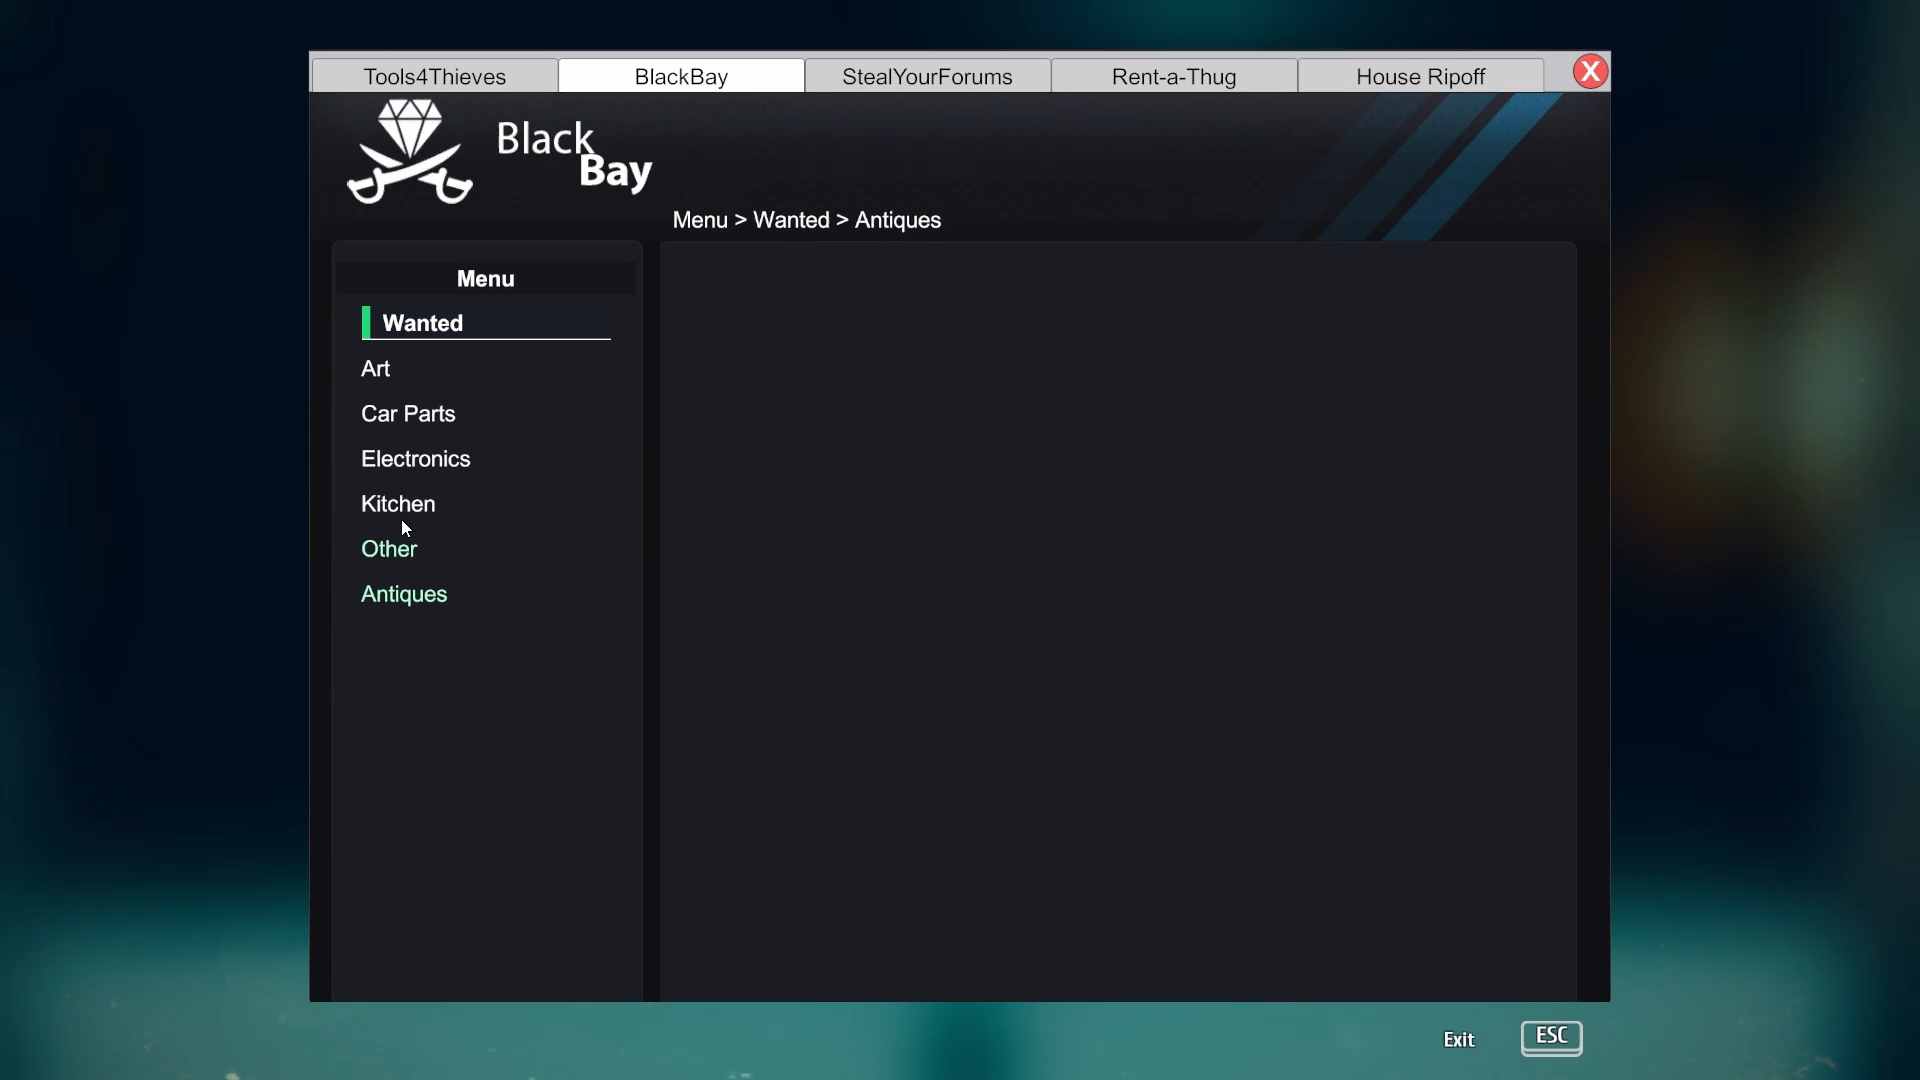 Tools4Thieves
BlackBay
StealYourForums
Rent-a-Thug
House Ripoff
X
Black
Bay
Menu > Wanted > Antiques
Menu
Wanted
Art
Car Parts
Electronics
Kitchen
Other
Antiques
Exit
ESC